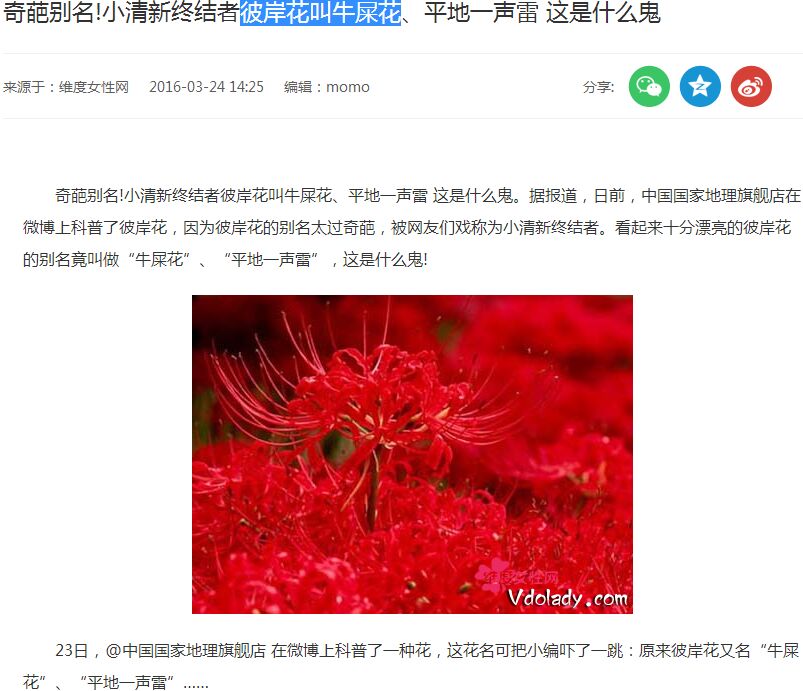 奇葩别名!小清新终结者彼岸花叫牛屎花、平地一声雷 这是什么鬼
来源于：维度女性网 2016-03-24 14:25 编辑：momo 分享:
奇葩别名!小清新终结者彼岸花叫牛屎花、平地一声雷 这是什么鬼。据报道，日前，中国国家地理旗舰店在
微博上科普了彼岸花，因为彼岸花的别名太过奇葩，被网友们戏称为小清新终结者。看起来十分漂亮的彼岸花
的别名竟叫做“牛屎花”、“平地一声雷”，这是什么鬼!
维度女性网
Vdolady.com
23日，@中国国家地理旗舰店 在微博上科普了一种花，这花名可把小编吓了一跳：原来彼岸花又名“牛屎
花”、“平地一声雷”……